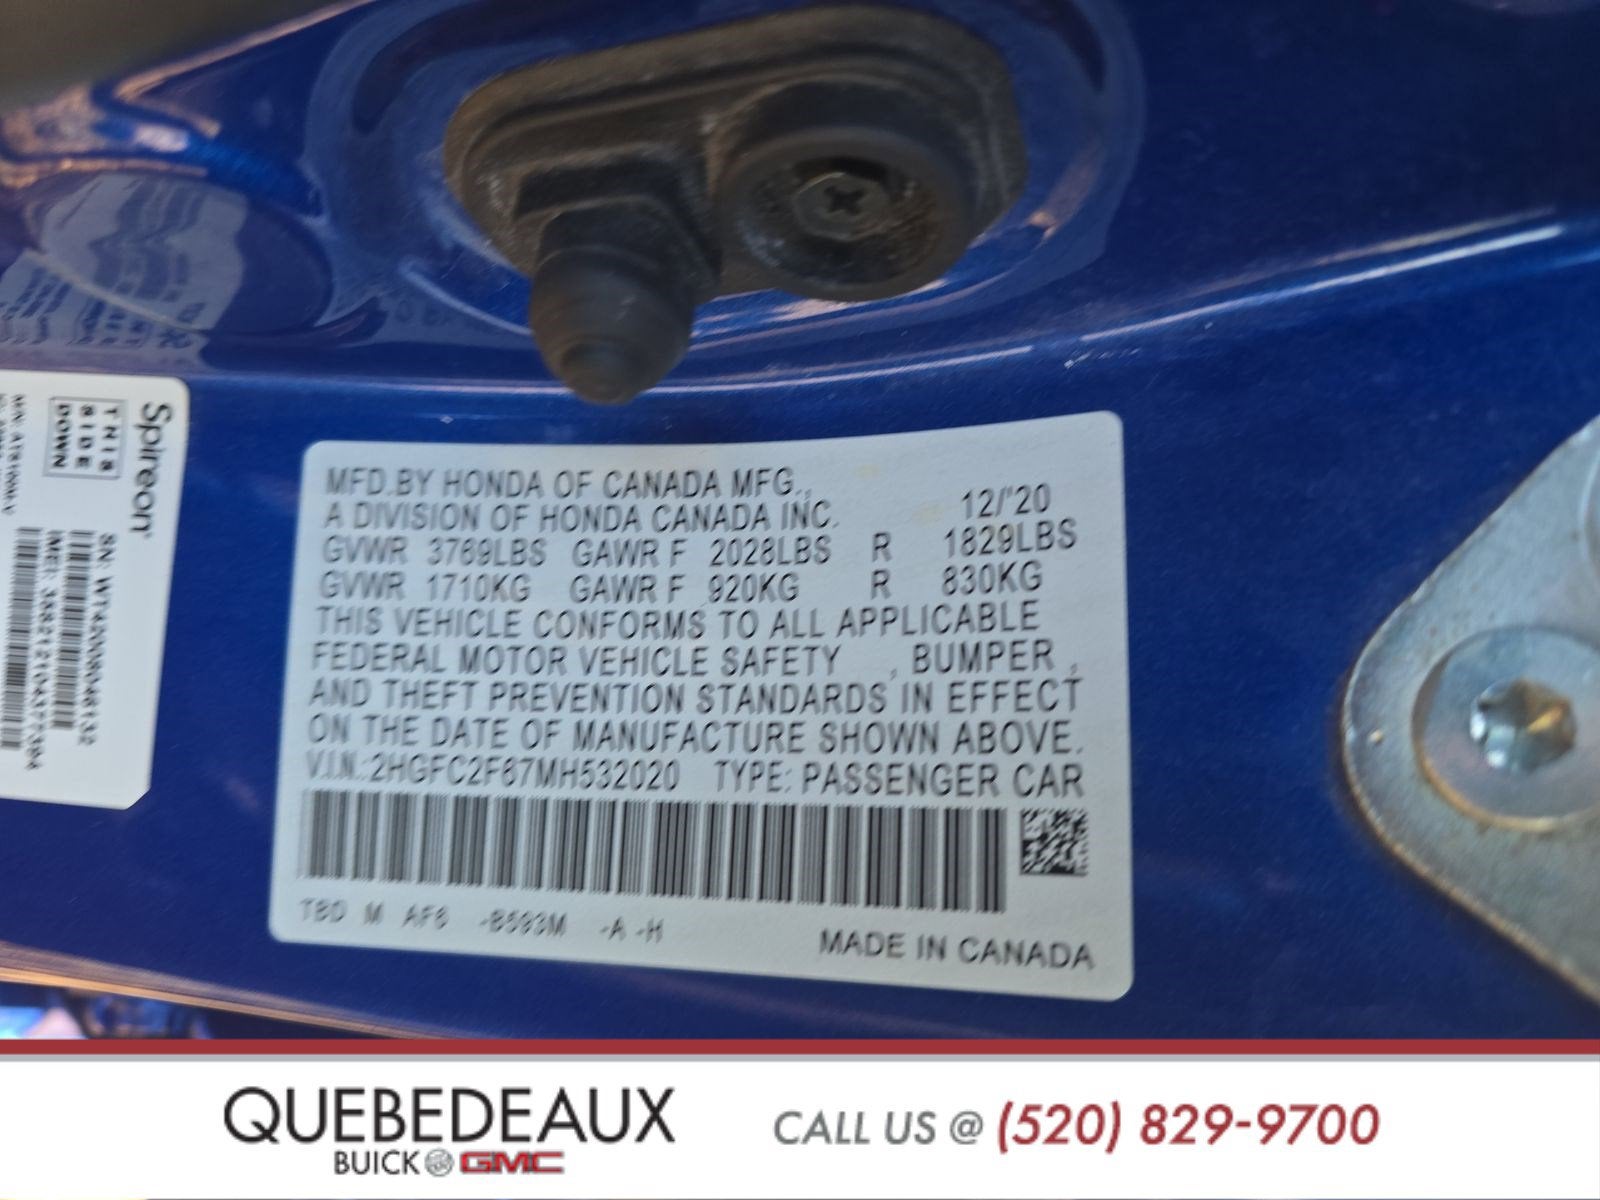 Spireon
THIS
SIDE
DOWN
MFD.BY HONDA OF CANADA MFG.,
A DIVISION OF HONDA CANADA INC. 12/'20
GVWR 3769LBS GAWR F 2028LBS R 1829LBS
GVWR 1710KG GAWR F 920KG R 830KG
THIS VEHICLE CONFORMS TO ALL APPLICABLE
FEDERAL MOTOR VEHICLE SAFETY , BUMPER ,
AND THEFT PREVENTION STANDARDS IN EFFECT
ON THE DATE OF MANUFACTURE SHOWN ABOVE.
V.I.N.:2HGFC2F67MH532020 TYPE: PASSENGER CAR
TBD M AF6 -B593M -A -H
MADE IN CANADA
QUEBEDEAUX
BUICK GMC
CALL US @ (520) 829-9700